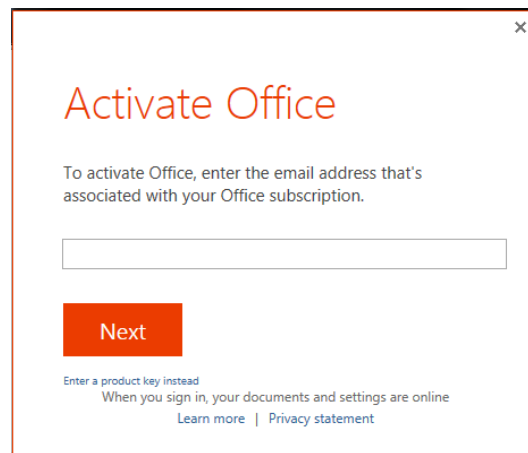 Activate Office
To activate Office, enter the email address that's
associated with your Office subscription.
Next
Enter a product key instead
When you sign in, your documents and settings are online
Learn more | Privacy statement